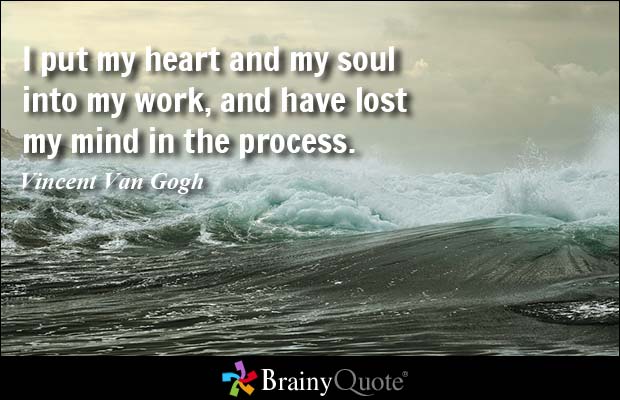 I put my heart and my soul
into my work, and have lost
my mind in the process.
Vincent Van Gogh
BrainyQuote®